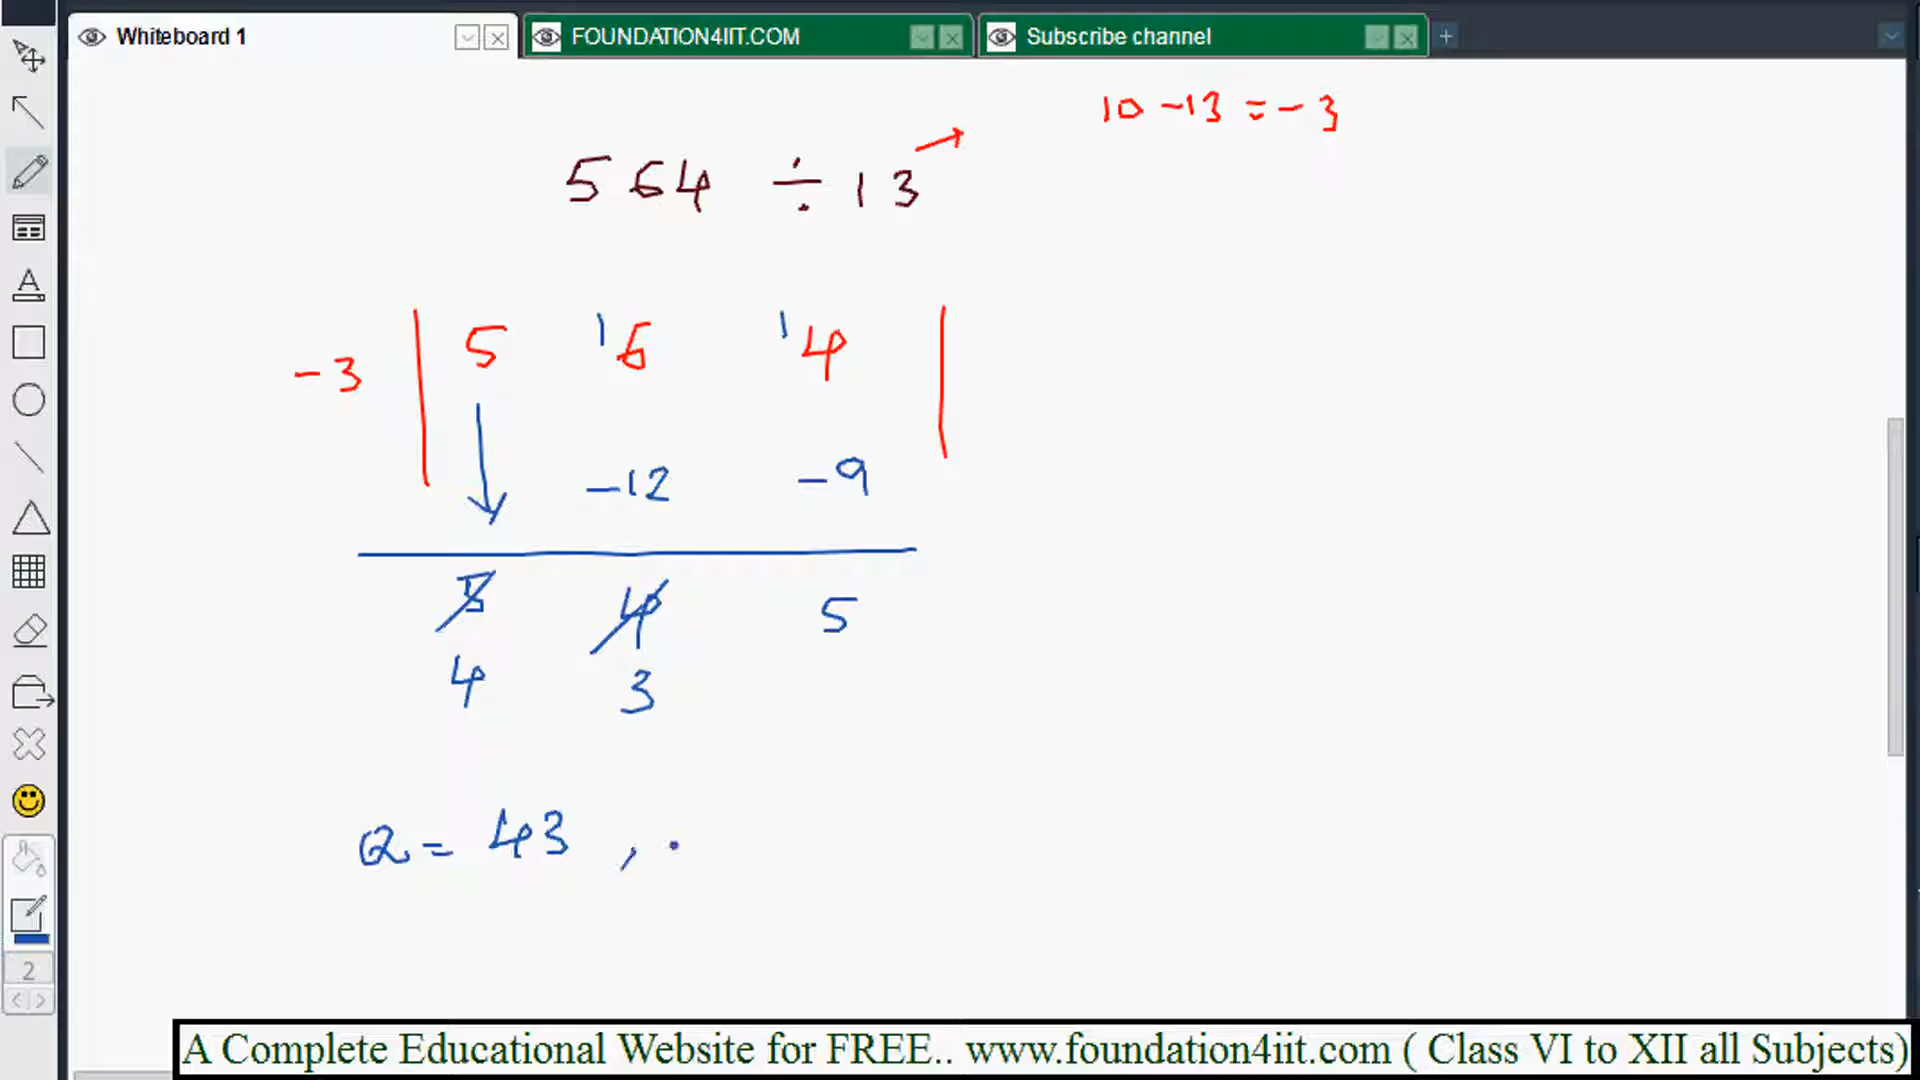 Whiteboard 1 FOUNDATION4IIT.COM Subscribe channel
10 -13 = -3
564 ÷ 13
-3 | 5 ¹6 ¹4 |
-12 -9
5 4 5
4 3
Q = 43 ,
2
A Complete Educational Website for FREE.. www.foundation4iit.com ( Class VI to XII all Subjects)